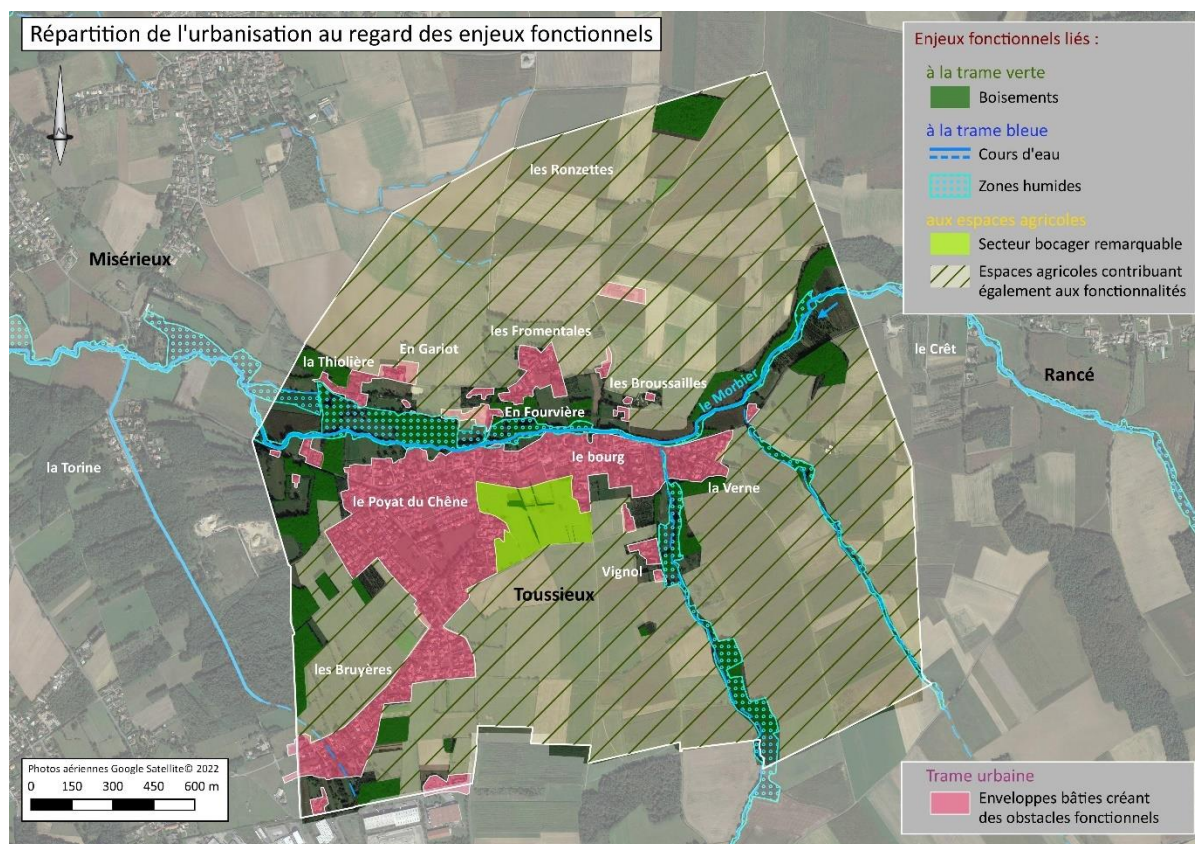 Répartition de l'urbanisation au regard des enjeux fonctionnels
Enjeux fonctionnels liés :
à la trame verte
Boisements
à la trame bleue
Cours d'eau
Zones humides
aux espaces agricoles
Secteur bocager remarquable
Espaces agricoles contribuant
également aux fonctionnalités
les Ronzettes
Misérieux
les Fromentales
En Gariot
la Thiolière
le Crêt
Rancé
les Broussailles
le Morbier
En Fourvière
le bourg
la Torine
la Verne
le Poyat du Chêne
Vignol
Toussieux
les Bruyères
Photos aériennes Google Satellite© 2022
0 150 300 450 600 m
Trame urbaine
Enveloppes bâties créant
des obstacles fonctionnels